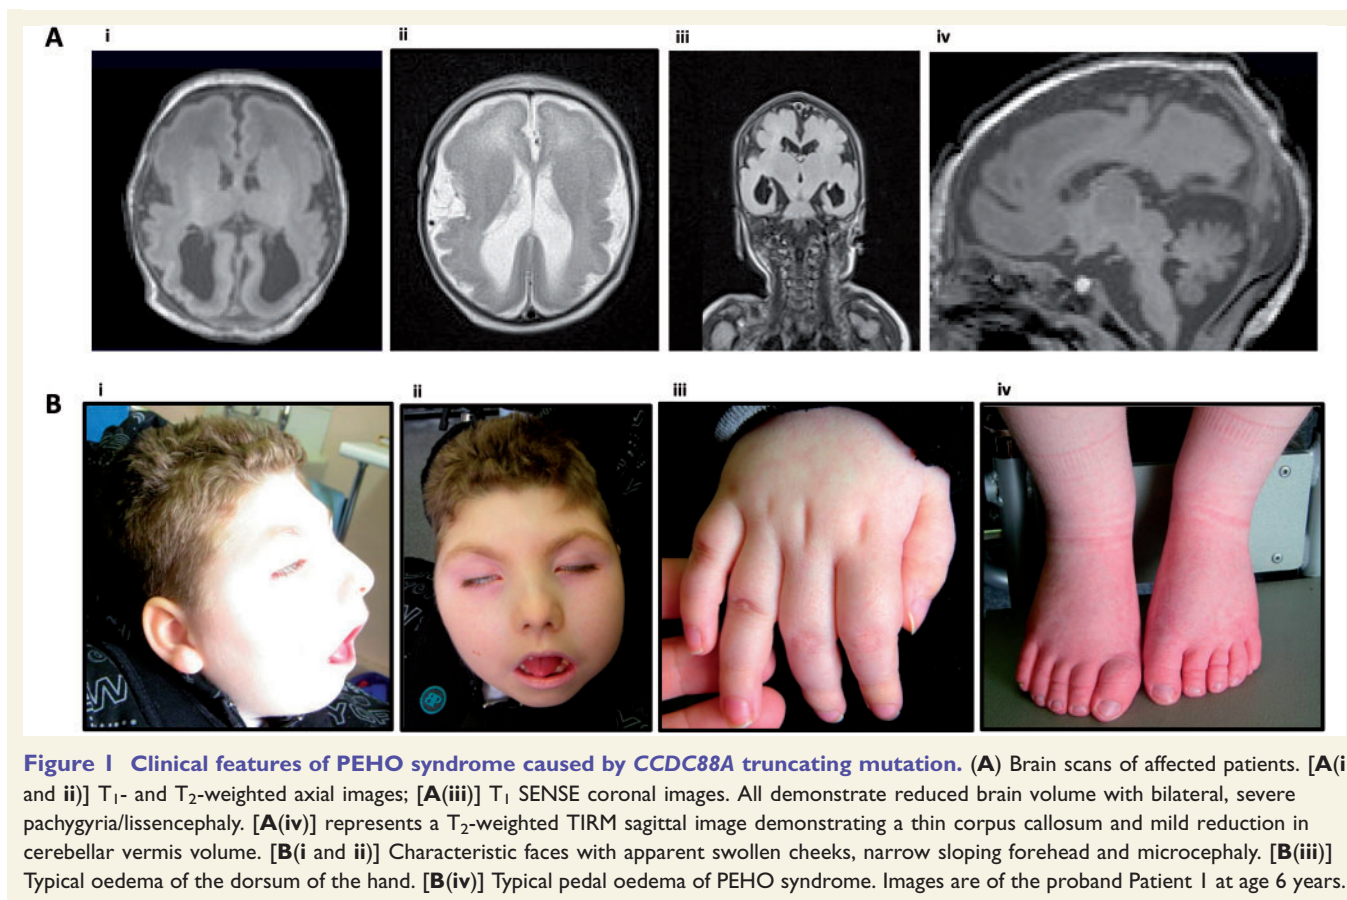 A
i
ii
iii
iv
B
i
ii
iii
iv
BP
Figure 1 Clinical features of PEHO syndrome caused by CCDC88A truncating mutation. (A) Brain scans of affected patients. [A(i
and ii)] T1- and T2-weighted axial images; [A(iii)] T1 SENSE coronal images. All demonstrate reduced brain volume with bilateral, severe
pachygyria/lissencephaly. [A(iv)] represents a T2-weighted TIRM sagittal image demonstrating a thin corpus callosum and mild reduction in
cerebellar vermis volume. [B(i and ii)] Characteristic faces with apparent swollen cheeks, narrow sloping forehead and microcephaly. [B(iii)]
Typical oedema of the dorsum of the hand. [B(iv)] Typical pedal oedema of PEHO syndrome. Images are of the proband Patient 1 at age 6 years.